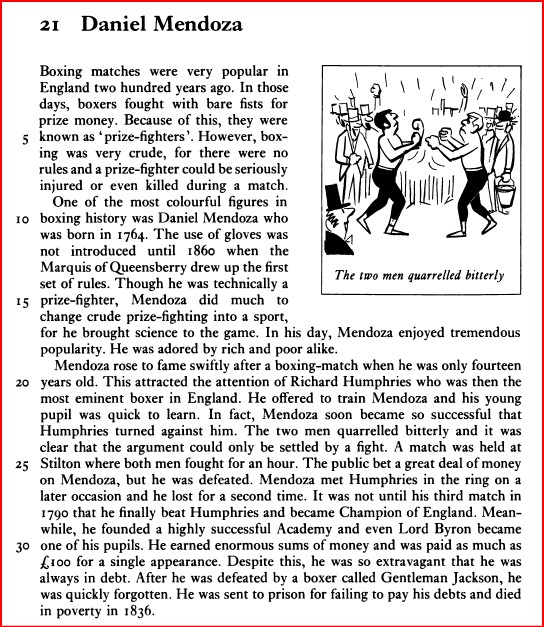 21 Daniel Mendoza
Boxing matches were very popular in
England two hundred years ago. In those
days, boxers fought with bare fists for
prize money. Because of this, they were
5 known as 'prize-fighters'. However, box-
ing was very crude, for there were no
rules and a prize-fighter could be seriously
injured or even killed during a match.
One of the most colourful figures in
10 boxing history was Daniel Mendoza who
was born in 1764. The use of gloves was
not introduced until 1860 when the
Marquis of Queensberry drew up the first
set of rules. Though he was technically a
15 prize-fighter, Mendoza did much to
change crude prize-fighting into a sport,
The two men quarrelled bitterly
for he brought science to the game. In his day, Mendoza enjoyed tremendous
popularity. He was adored by rich and poor alike.
Mendoza rose to fame swiftly after a boxing-match when he was only fourteen
20 years old. This attracted the attention of Richard Humphries who was then the
most eminent boxer in England. He offered to train Mendoza and his young
pupil was quick to learn. In fact, Mendoza soon became so successful that
Humphries turned against him. The two men quarrelled bitterly and it was
clear that the argument could only be settled by a fight. A match was held at
25 Stilton where both men fought for an hour. The public bet a great deal of money
on Mendoza, but he was defeated. Mendoza met Humphries in the ring on a
later occasion and he lost for a second time. It was not until his third match in
1790 that he finally beat Humphries and became Champion of England. Mean-
while, he founded a highly successful Academy and even Lord Byron became
30 one of his pupils. He earned enormous sums of money and was paid as much as
£100 for a single appearance. Despite this, he was so extravagant that he was
always in debt. After he was defeated by a boxer called Gentleman Jackson, he
was quickly forgotten. He was sent to prison for failing to pay his debts and died
in poverty in 1836.